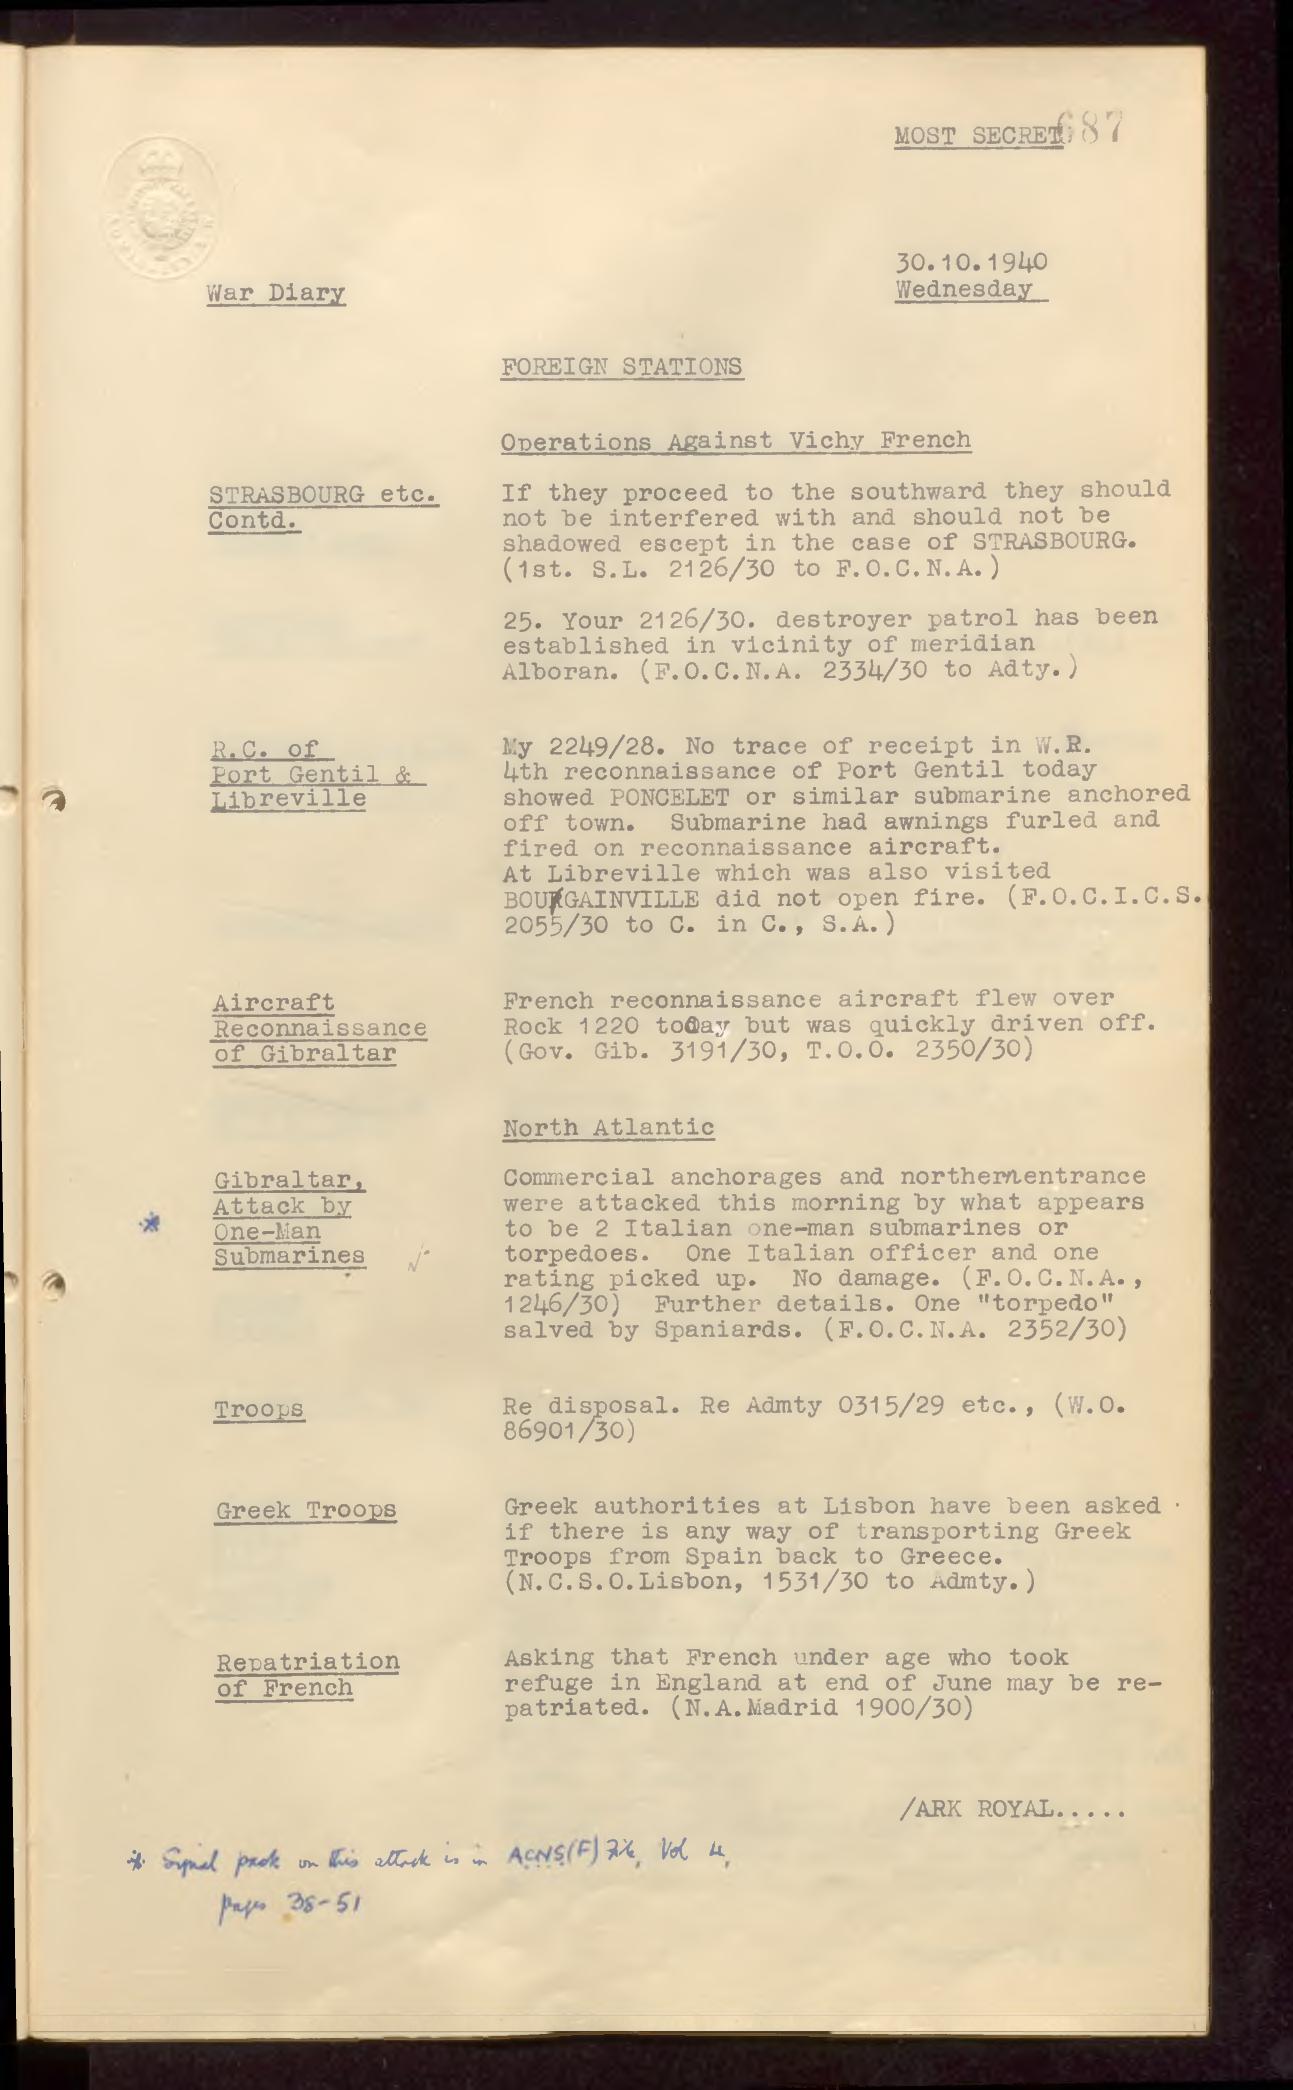 MOST SECRET 687
30.10.1940
War Diary
Wednesday
FOREIGN STATIONS
Operations Against Vichy French
STRASBOURG etc.
Contd.
If they proceed to the southward they should
not be interfered with and should not be
shadowed escept in the case of STRASBOURG.
(1st. S.L. 2126/30 to F.O.C.N.A.)
25. Your 2126/30. destroyer patrol has been
established in vicinity of meridian
Alboran. (F.O.C.N.A. 2334/30 to Adty.)
R.C. of
Port Gentil &
Libreville
My 2249/28. No trace of receipt in W.R.
4th reconnaissance of Port Gentil today
showed PONCELET or similar submarine anchored
off town. Submarine had awnings furled and
fired on reconnaissance aircraft.
At Libreville which was also visited
BOUGAINVILLE did not open fire. (F.O.C.I.C.S.
2055/30 to C. in C., S.A.)
Aircraft
Reconnaissance
of Gibraltar
French reconnaissance aircraft flew over
Rock 1220 today but was quickly driven off.
(Gov. Gib. 3191/30, T.O.O. 2350/30)
North Atlantic
Gibraltar,
Attack by
One-Man
Submarines
Commercial anchorages and northern entrance
were attacked this morning by what appears
to be 2 Italian one-man submarines or
torpedoes. One Italian officer and one
rating picked up. No damage. (F.O.C.N.A.,
1246/30) Further details. One "torpedo"
salved by Spaniards. (F.O.C.N.A. 2352/30)
Troops
Re disposal. Re Admty 0315/29 etc., (W.O.
86901/30)
Greek Troops
Greek authorities at Lisbon have been asked
if there is any way of transporting Greek
Troops from Spain back to Greece.
(N.C.S.O.Lisbon, 1531/30 to Admty.)
Repatriation
of French
Asking that French under age who took
refuge in England at end of June may be re-
patriated. (N.A.Madrid 1900/30)
/ARK ROYAL.....
* Signal pack on this attack is in ACNS(F) File, Vol 4,
pages 38-51